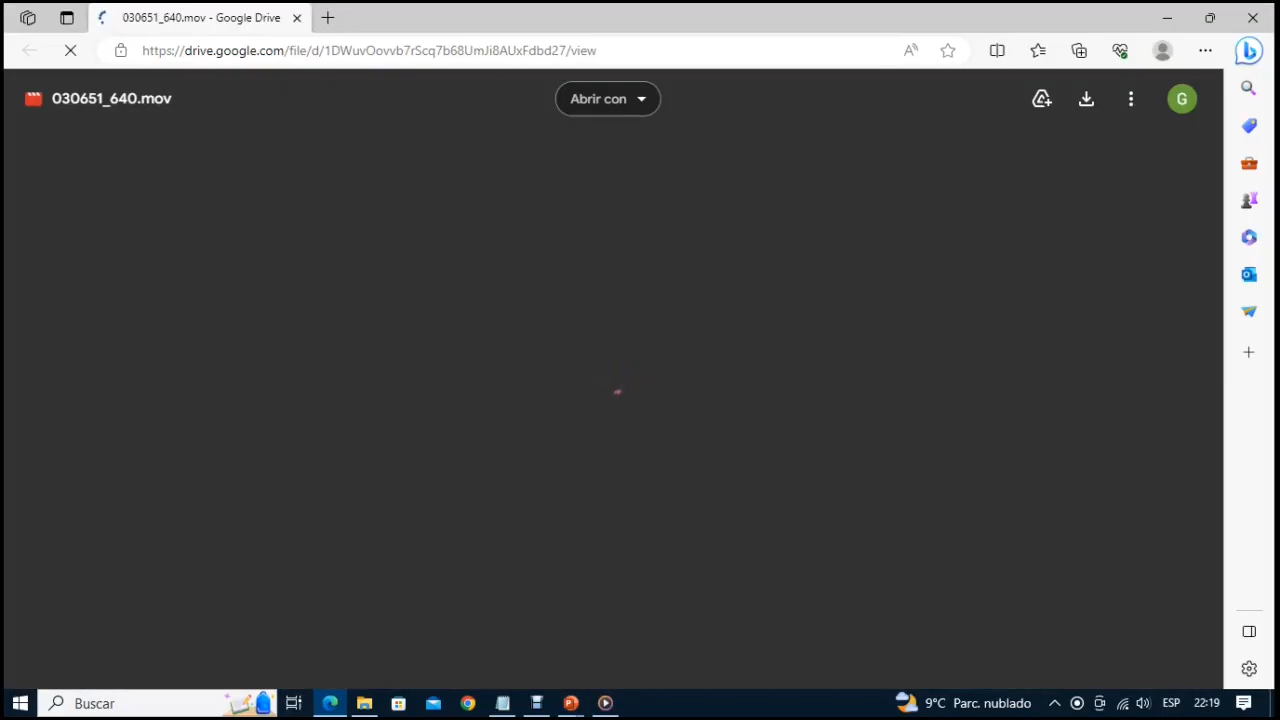 030651_640.mov - Google Drive
https://drive.google.com/file/d/1DWuvOovvb7rScq7b68UmJi8AUxFdbd27/view
030651_640.mov
Abrir con
G
Buscar
9°C Parc. nublado
ESP
22:19